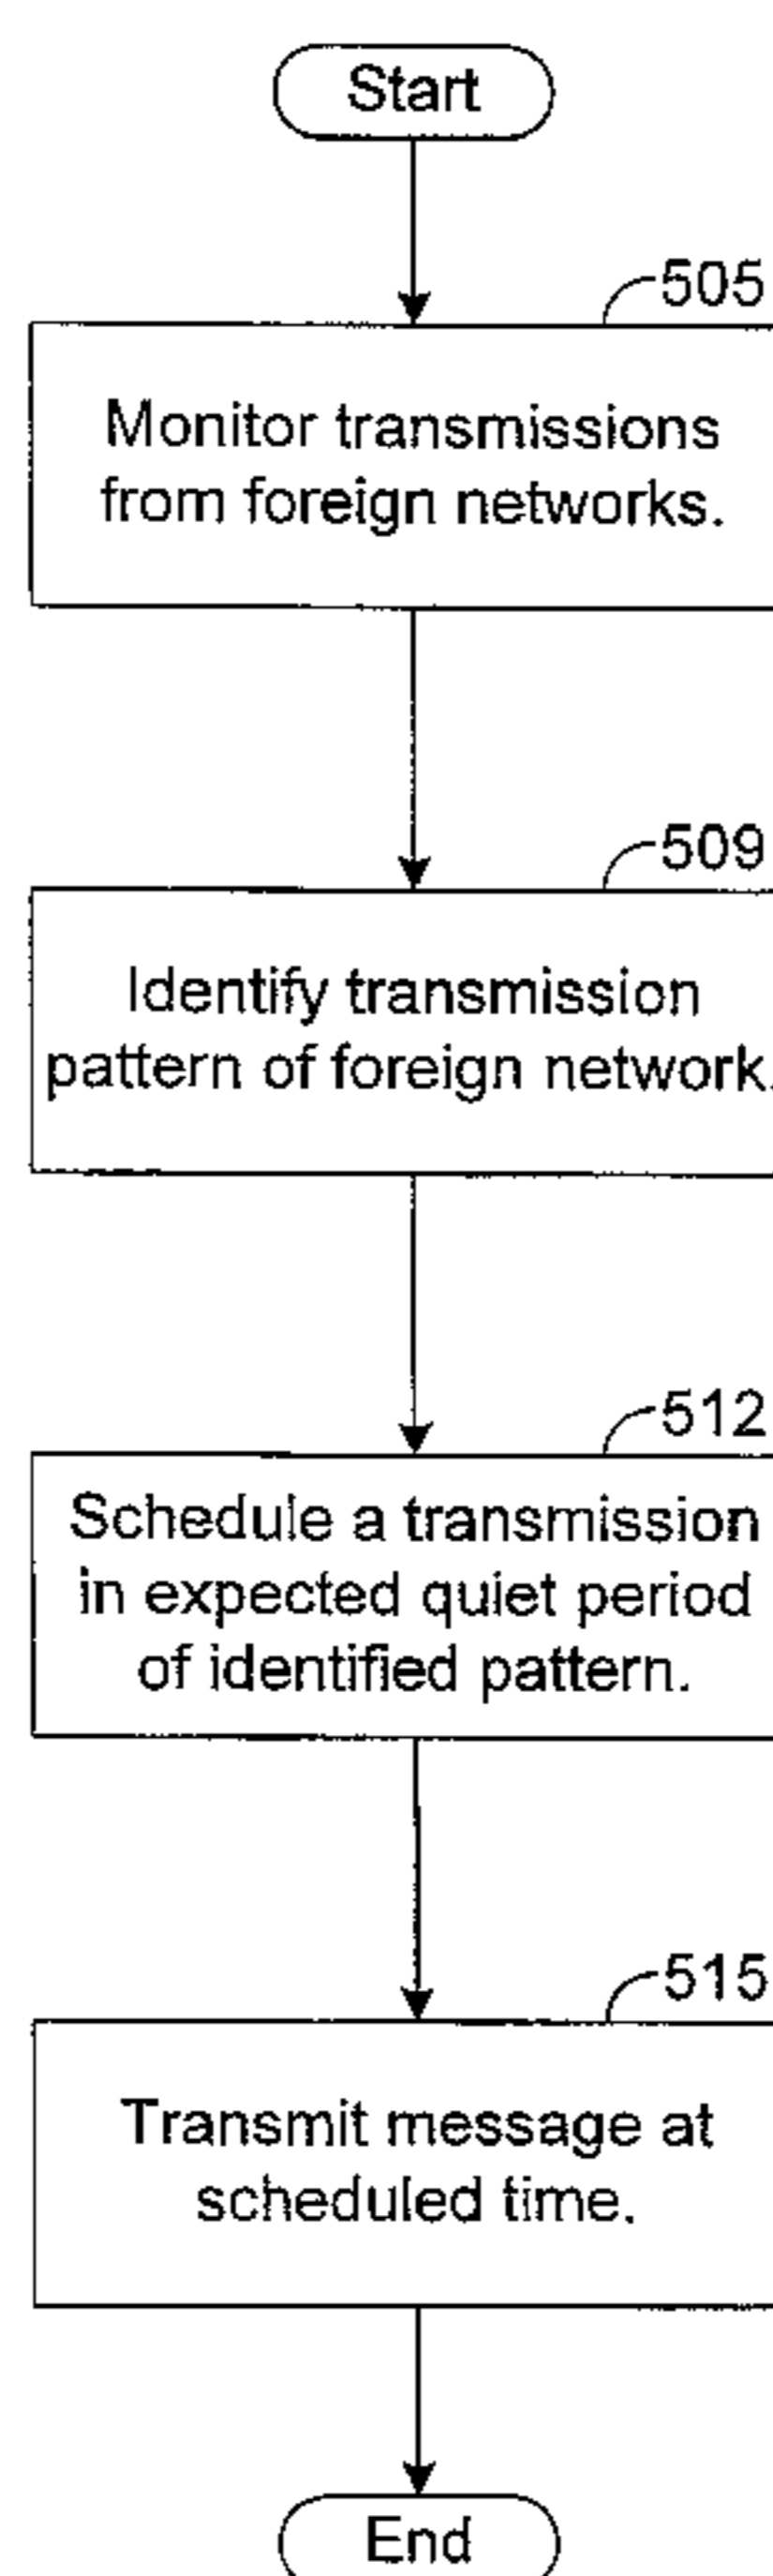 Start
505
Monitor transmissions
from foreign networks.
509
Identify transmission
pattern of foreign network.
512
Schedule a transmission
in expected quiet period
of identified pattern.
515
Transmit message at
scheduled time.
End